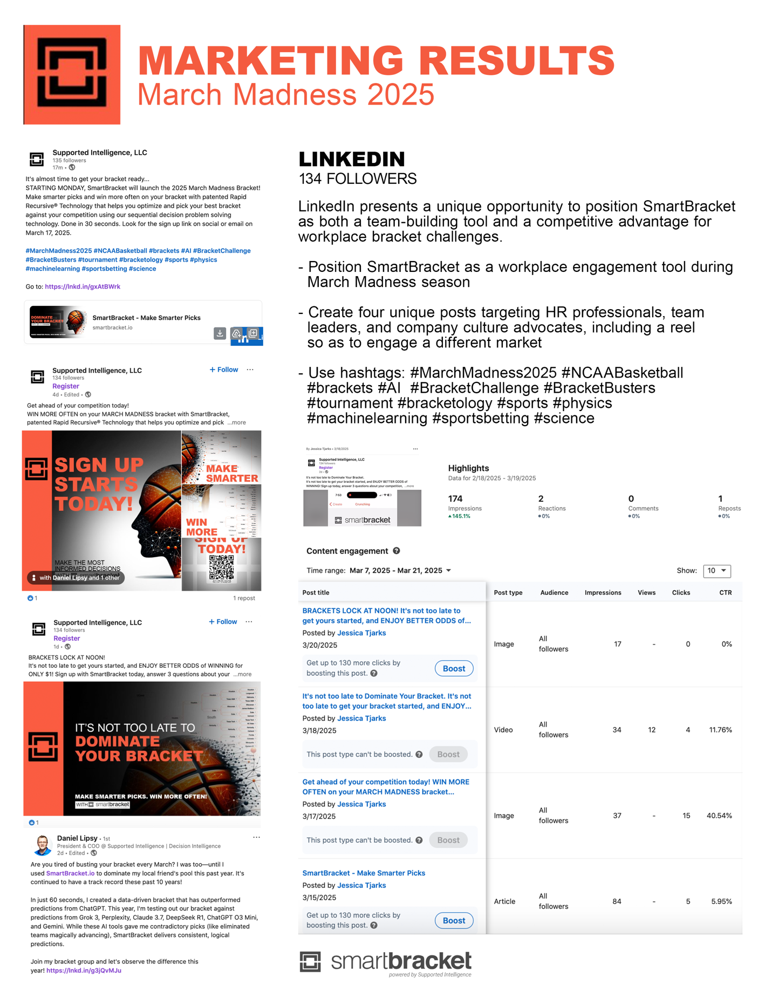 MARKETING RESULTS
March Madness 2025
Supported Intelligence, LLC
135 followers
17m •
It's almost time to get your bracket ready...
STARTING MONDAY, SmartBracket will launch the 2025 March Madness Bracket!
Make smarter picks and win more often on your bracket with patented Rapid
Recursive® Technology that helps you optimize and pick your best bracket
against your competition using our sequential decision problem solving
technology. Done in 30 seconds. Look for the sign up link on social or email on
March 17, 2025.
#MarchMadness2025 #NCAABasketball #brackets #AI #BracketChallenge
#BracketBusters #tournament #bracketology #sports #physics
#machinelearning #sportsbetting #science
Go to: https://lnkd.in/gxAtBWrk
DOMINATE
YOUR BRACKET
MAKE SMARTER PICKS. WIN MORE OFTEN.
SmartBracket - Make Smarter Picks
smartbracket.io
Supported Intelligence, LLC
+ Follow ...
134 followers
Register
4d • Edited •
Get ahead of your competition today!
WIN MORE OFTEN on your MARCH MADNESS bracket with SmartBracket,
patented Rapid Recursive® Technology that helps you optimize and pick ...more
SIGN UP
STARTS
TODAY!
MAKE THE MOST
INFORMED DECISIONS
with Daniel Lipsy and 1 other
MAKE
SMARTER
WIN
MORE
SIGN UP
TODAY!
1
1 repost
Supported Intelligence, LLC
+ Follow ...
134 followers
Register
1d •
BRACKETS LOCK AT NOON!
It's not too late to get yours started, and ENJOY BETTER ODDS of WINNING for
ONLY $1! Sign up with SmartBracket today, answer 3 questions about your ...more
IT'S NOT TOO LATE TO
DOMINATE
YOUR BRACKET
MAKE SMARTER PICKS. WIN MORE OFTEN!
WITH smartbracket
1
Daniel Lipsy • 1st
...
President & COO @ Supported Intelligence | Decision Intelligence
2d • Edited •
Are you tired of busting your bracket every March? I was too—until I
used SmartBracket.io to dominate my local friend's pool this past year. It's
continued to have a track record these past 10 years!
In just 60 seconds, I created a data-driven bracket that has outperformed
predictions from ChatGPT. This year, I'm testing out our bracket against
predictions from Grok 3, Perplexity, Claude 3.7, DeepSeek R1, ChatGPT O3 Mini,
and Gemini. While these AI tools gave me contradictory picks (like eliminated
teams magically advancing), SmartBracket delivers consistent, logical
predictions.
Join my bracket group and let's observe the difference this
year! https://lnkd.in/g3jQvMJu
LINKEDIN
134 FOLLOWERS
LinkedIn presents a unique opportunity to position SmartBracket
as both a team-building tool and a competitive advantage for
workplace bracket challenges.
- Position SmartBracket as a workplace engagement tool during
March Madness season
- Create four unique posts targeting HR professionals, team
leaders, and company culture advocates, including a reel
so as to engage a different market
- Use hashtags: #MarchMadness2025 #NCAABasketball
#brackets #AI #BracketChallenge #BracketBusters
#tournament #bracketology #sports #physics
#machinelearning #sportsbetting #science
By Jessica Tjarks • 3/18/2025 ...
Supported Intelligence, LLC
134 followers
Register
2d •
It's not too late to Dominate Your Bracket.
It's not too late to get your bracket started, and ENJOY BETTER ODDS of
WINNING! Sign up today, answer 3 questions about your competition, ...more
7:53
Create
Crunching
smartbracket
powered by Supported Intelligence
Highlights
Data for 2/18/2025 - 3/19/2025
174 2 0 1
Impressions Reactions Comments Reposts
145.1% 0% 0% 0%
Content engagement
Time range: Mar 7, 2025 - Mar 21, 2025
Show: 10
Post title Post type Audience Impressions Views Clicks CTR
BRACKETS LOCK AT NOON! It's not too late to
get yours started, and ENJOY BETTER ODDS of...
Posted by Jessica Tjarks
3/20/2025
Get up to 130 more clicks by
boosting this post.
Boost
Image All followers 17 - 0 0%
It's not too late to Dominate Your Bracket. It's not
too late to get your bracket started, and ENJOY...
Posted by Jessica Tjarks
3/18/2025
This post type can't be boosted.
Boost
Video All followers 34 12 4 11.76%
Get ahead of your competition today! WIN MORE
OFTEN on your MARCH MADNESS bracket...
Posted by Jessica Tjarks
3/17/2025
This post type can't be boosted.
Boost
Image All followers 37 - 15 40.54%
SmartBracket - Make Smarter Picks
Posted by Jessica Tjarks
3/15/2025
Get up to 130 more clicks by
boosting this post.
Boost
Article All followers 84 - 5 5.95%
smartbracket
powered by Supported Intelligence